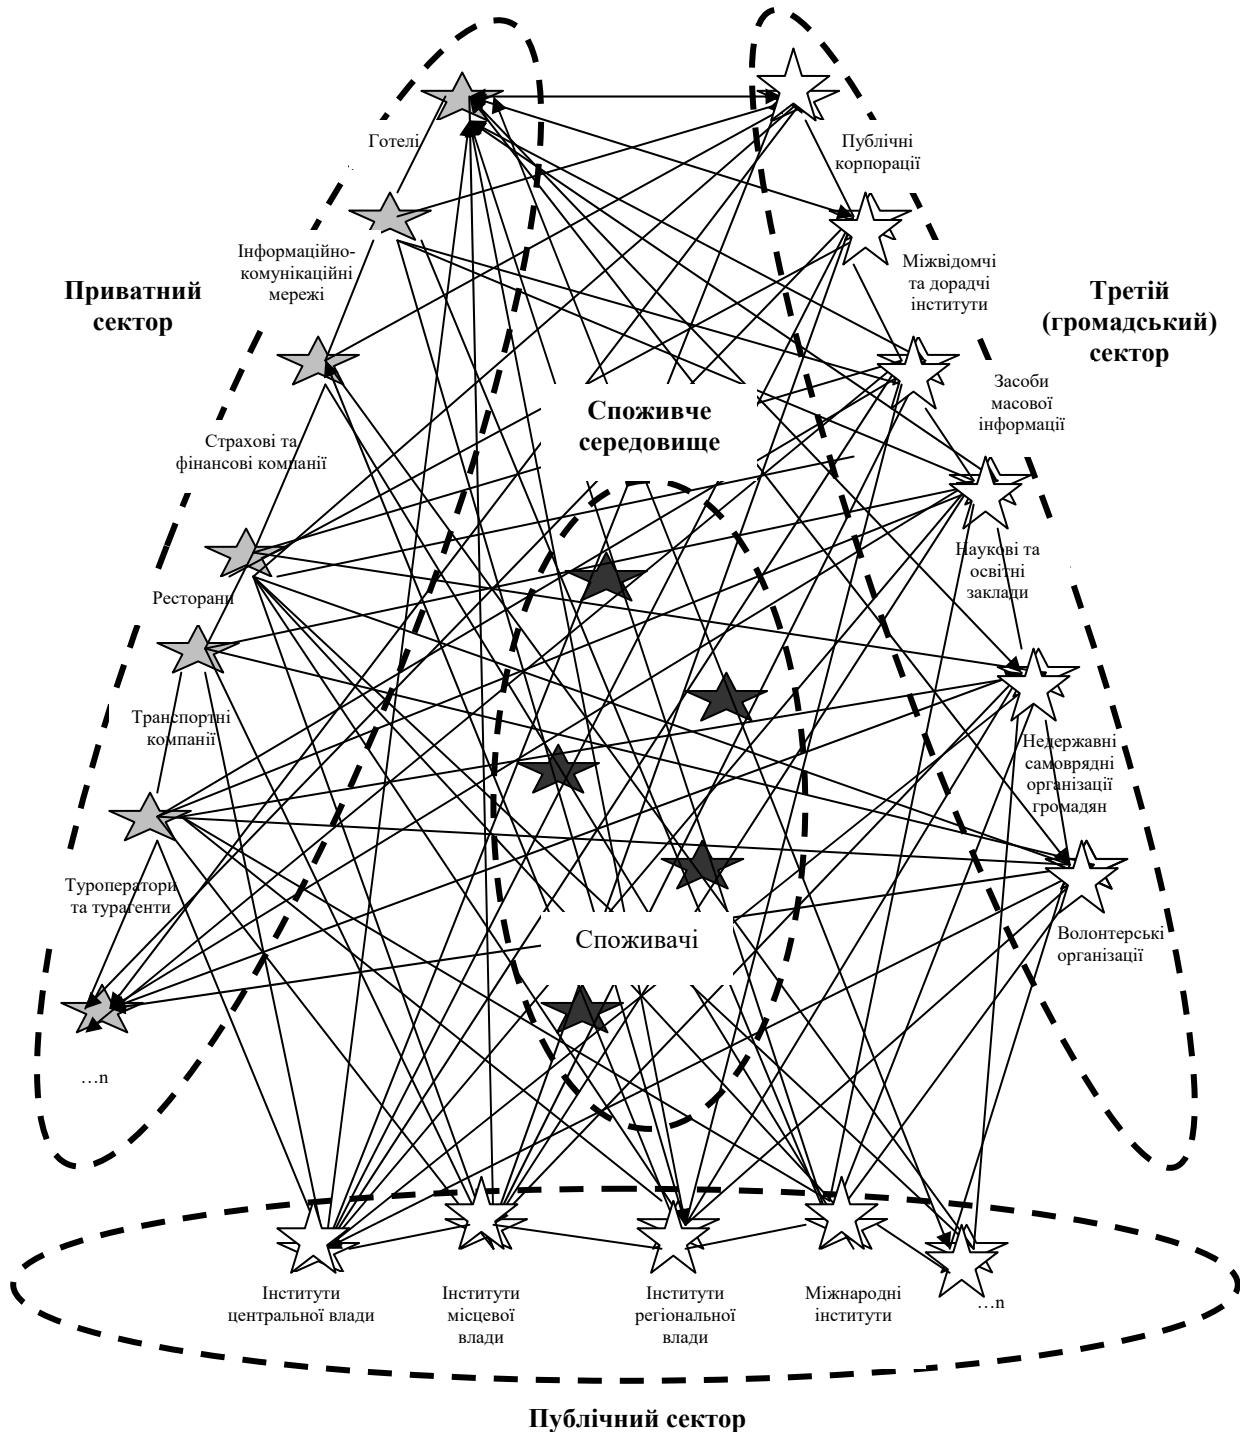 Готелі
Публічні
корпорації
Інформаційно-
комунікаційні
мережі
Міжвідомчі
та дорадчі
інститути
Приватний
сектор
Третій
(громадський)
сектор
Засоби
масової
інформації
Споживче
середовище
Страхові та
фінансові компанії
Наукові та
освітні
заклади
Ресторани
Транспортні
компанії
Недержавні
самоврядні
організації
громадян
Туроператори
та турагенти
Споживачі
Волонтерські
організації
…n
Інститути
центральної влади
Інститути
місцевої
влади
Інститути
регіональної
влади
Міжнародні
інститути
…n
Публічний сектор